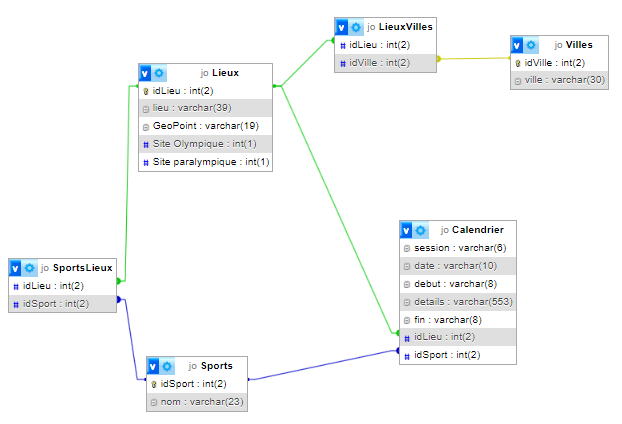 jo LieuxVilles
idLieu : int(2)
idVille : int(2)
jo Villes
idVille : int(2)
ville : varchar(30)
jo Lieux
idLieu : int(2)
lieu : varchar(39)
GeoPoint : varchar(19)
Site Olympique : int(1)
Site paralympique : int(1)
jo Calendrier
session : varchar(6)
date : varchar(10)
debut : varchar(8)
details : varchar(553)
fin : varchar(8)
idLieu : int(2)
idSport : int(2)
jo SportsLieux
idLieu : int(2)
idSport : int(2)
jo Sports
idSport : int(2)
nom : varchar(23)